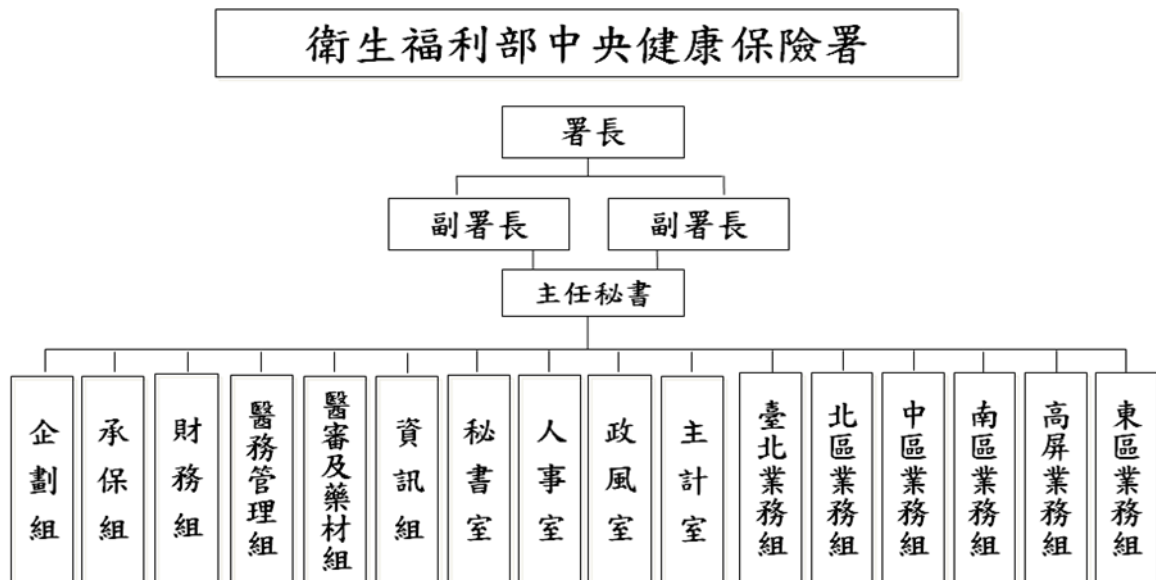 衛生福利部中央健康保險署
署長
副署長
副署長
主任秘書
企劃組
承保組
財務組
醫務管理組
醫審及藥材組
資訊組
秘書室
人事室
政風室
主計室
臺北業務組
北區業務組
中區業務組
南區業務組
高屏業務組
東區業務組